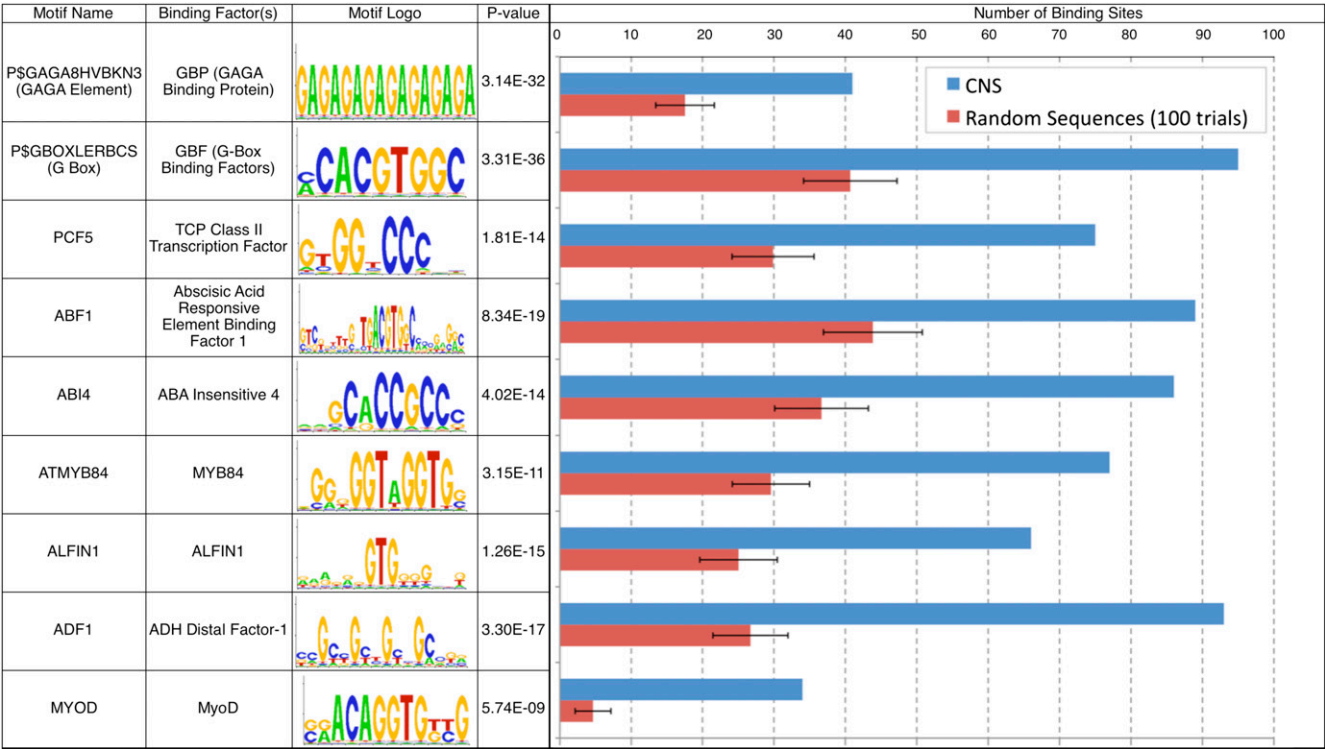 Motif Name Binding Factor(s) Motif Logo P-value Number of Binding Sites
0 10 20 30 40 50 60 70 80 90 100
P$GAGA8HVBKN3
(GAGA Element)
GBP (GAGA
Binding Protein)
GAGAGAGAGAGAGAGA
3.14E-32
CNS
Random Sequences (100 trials)
P$GBOXLERBCS
(G Box)
GBF (G-Box
Binding Factors)
CACGTGGC
3.31E-36
PCF5
TCP Class II
Transcription Factor
GTGG CCC
1.81E-14
ABF1
Abscisic Acid
Responsive
Element Binding
Factor 1
TGACGTGGC
8.34E-19
ABI4
ABA Insensitive 4
GCACCGCCC
4.02E-14
ATMYB84
MYB84
GGTAGGTG
3.15E-11
ALFIN1
ALFIN1
GTG
1.26E-15
ADF1
ADH Distal Factor-1
3.30E-17
MYOD
MyoD
ACAGGTG
5.74E-09